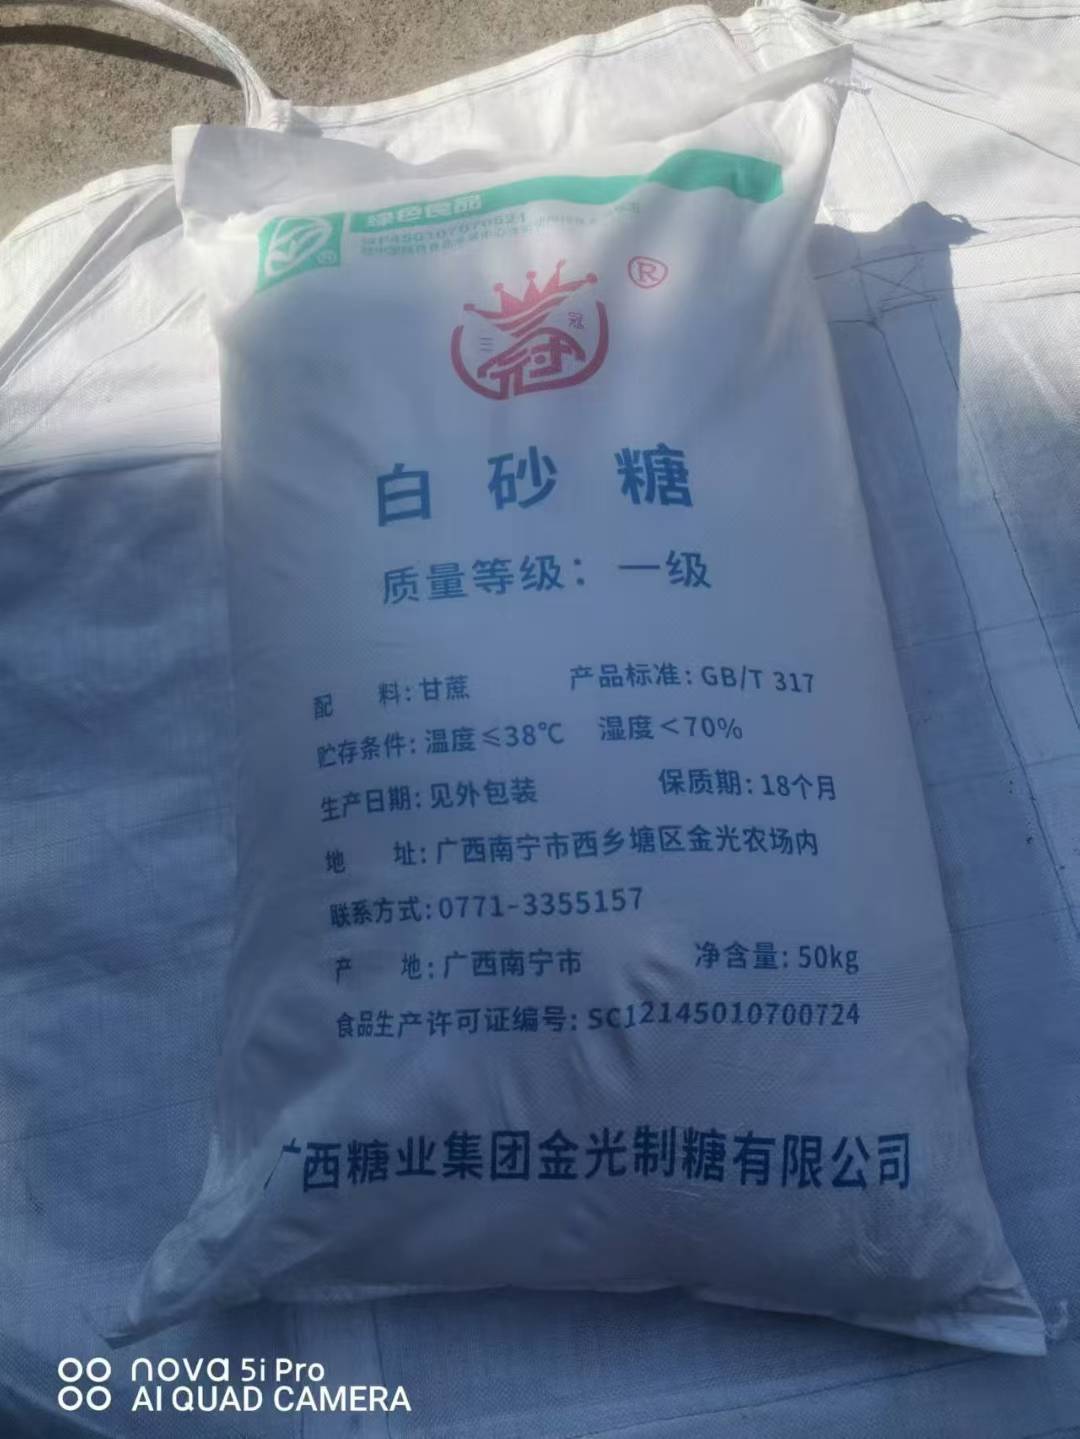 绿色食品
三 冠
®
白砂糖
质量等级：一级
配料：甘蔗 产品标准：GB/T 317
贮存条件：温度≤38℃ 湿度＜70%
生产日期：见外包装 保质期：18个月
地址：广西南宁市西乡塘区金光农场内
联系方式：0771-3355157
产地：广西南宁市 净含量：50kg
食品生产许可证编号：SC12145010700724
广西糖业集团金光制糖有限公司
nova 5i Pro
AI QUAD CAMERA